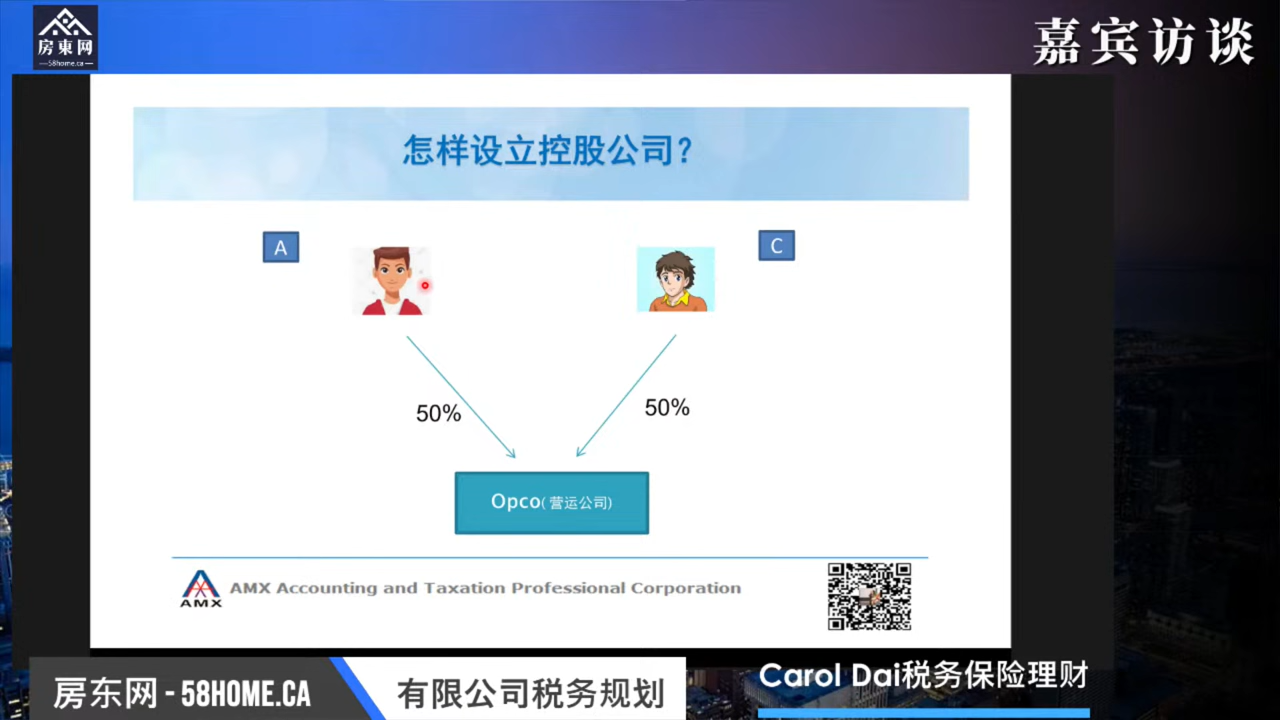 房東网
58home.ca
嘉宾访谈
怎样设立控股公司?
A
C
50%
50%
Opco(营运公司)
AMX
AMX Accounting and Taxation Professional Corporation
房东网 - 58HOME.CA
有限公司税务规划
Carol Dai税务保险理财